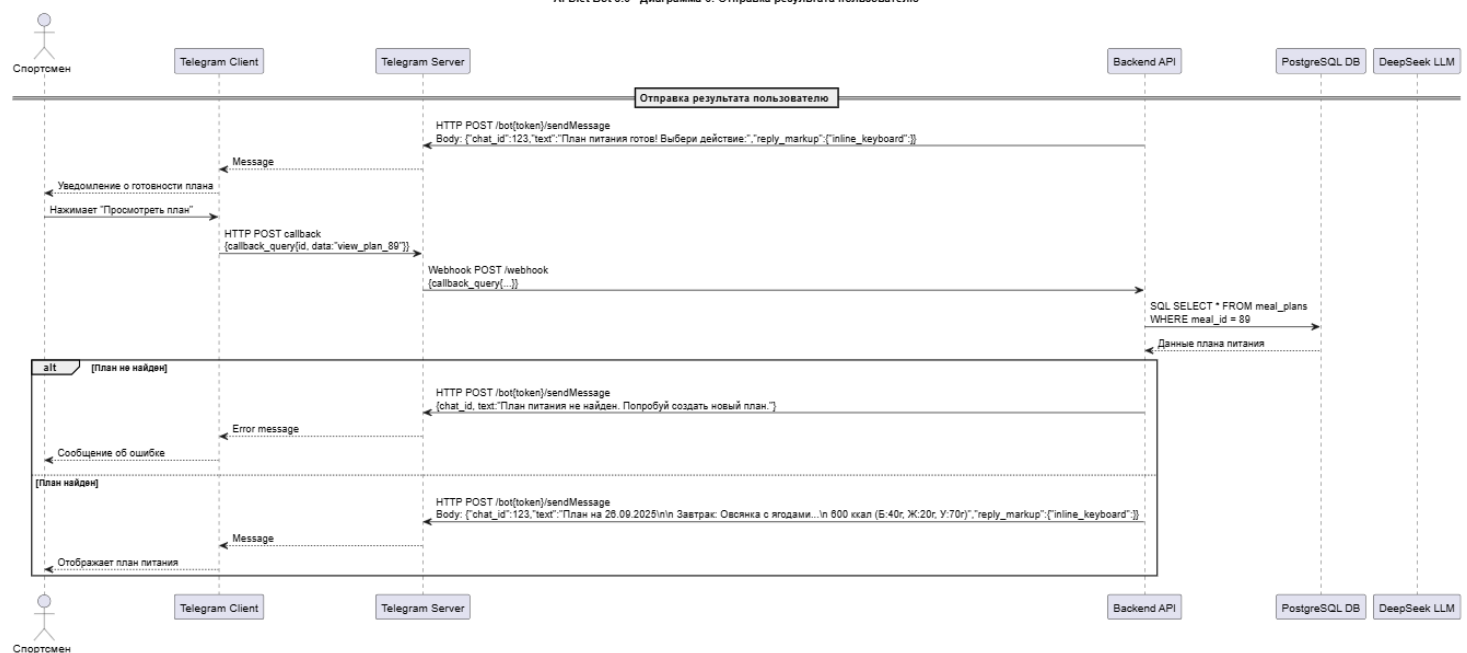 Спортсмен
Telegram Client
Telegram Server
Backend API
PostgreSQL DB
DeepSeek LLM
Отправка результата пользователю
HTTP POST /bot{token}/sendMessage
Body: {"chat_id":123,"text":"План питания готов! Выбери действие:","reply_markup":{"inline_keyboard":}}
Message
Уведомление о готовности плана
Нажимает "Просмотреть план"
HTTP POST callback
{callback_query{id, data:"view_plan_89"}}
Webhook POST /webhook
{callback_query{...}}
SQL SELECT * FROM meal_plans
WHERE meal_id = 89
Данные плана питания
alt
[План не найден]
HTTP POST /bot{token}/sendMessage
{chat_id, text:"План питания не найден. Попробуй создать новый план."}
Error message
Сообщение об ошибке
[План найден]
HTTP POST /bot{token}/sendMessage
Body: {"chat_id":123,"text":"План на 26.09.2025\n\n Завтрак: Овсянка с ягодами...\n 600 ккал (Б:40г, Ж:20г, У:70г)","reply_markup":{"inline_keyboard":}}
Message
Отображает план питания
Telegram Client
Telegram Server
Backend API
PostgreSQL DB
DeepSeek LLM
Спортсмен